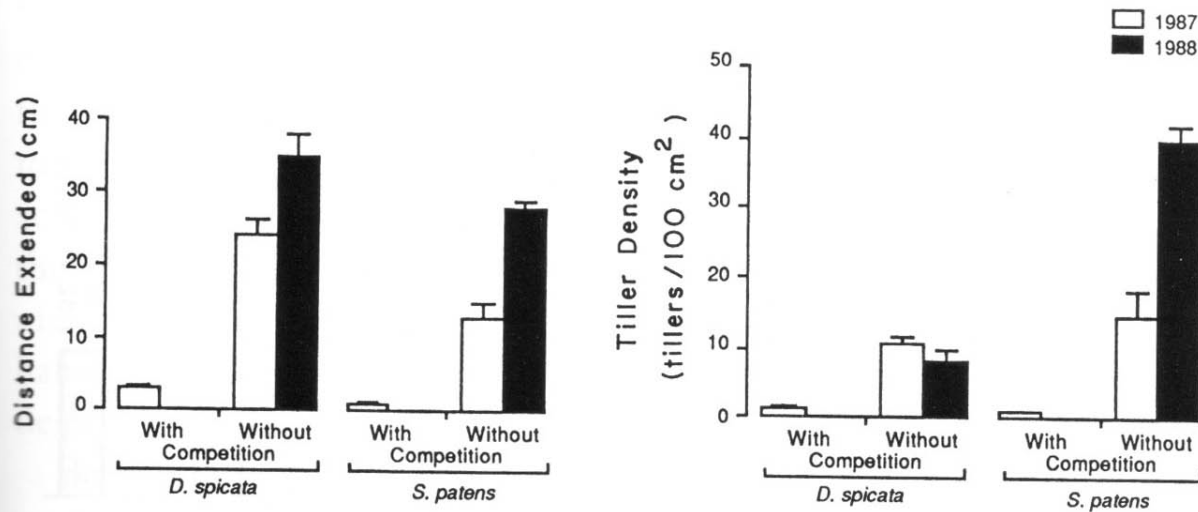 1987
1988
Distance Extended (cm)
40
30
20
10
0
With Without With Without
Competition Competition
D. spicata S. patens
Tiller Density
(tillers/100 cm2)
50
40
30
20
10
0
With Without With Without
Competition Competition
D. spicata S. patens